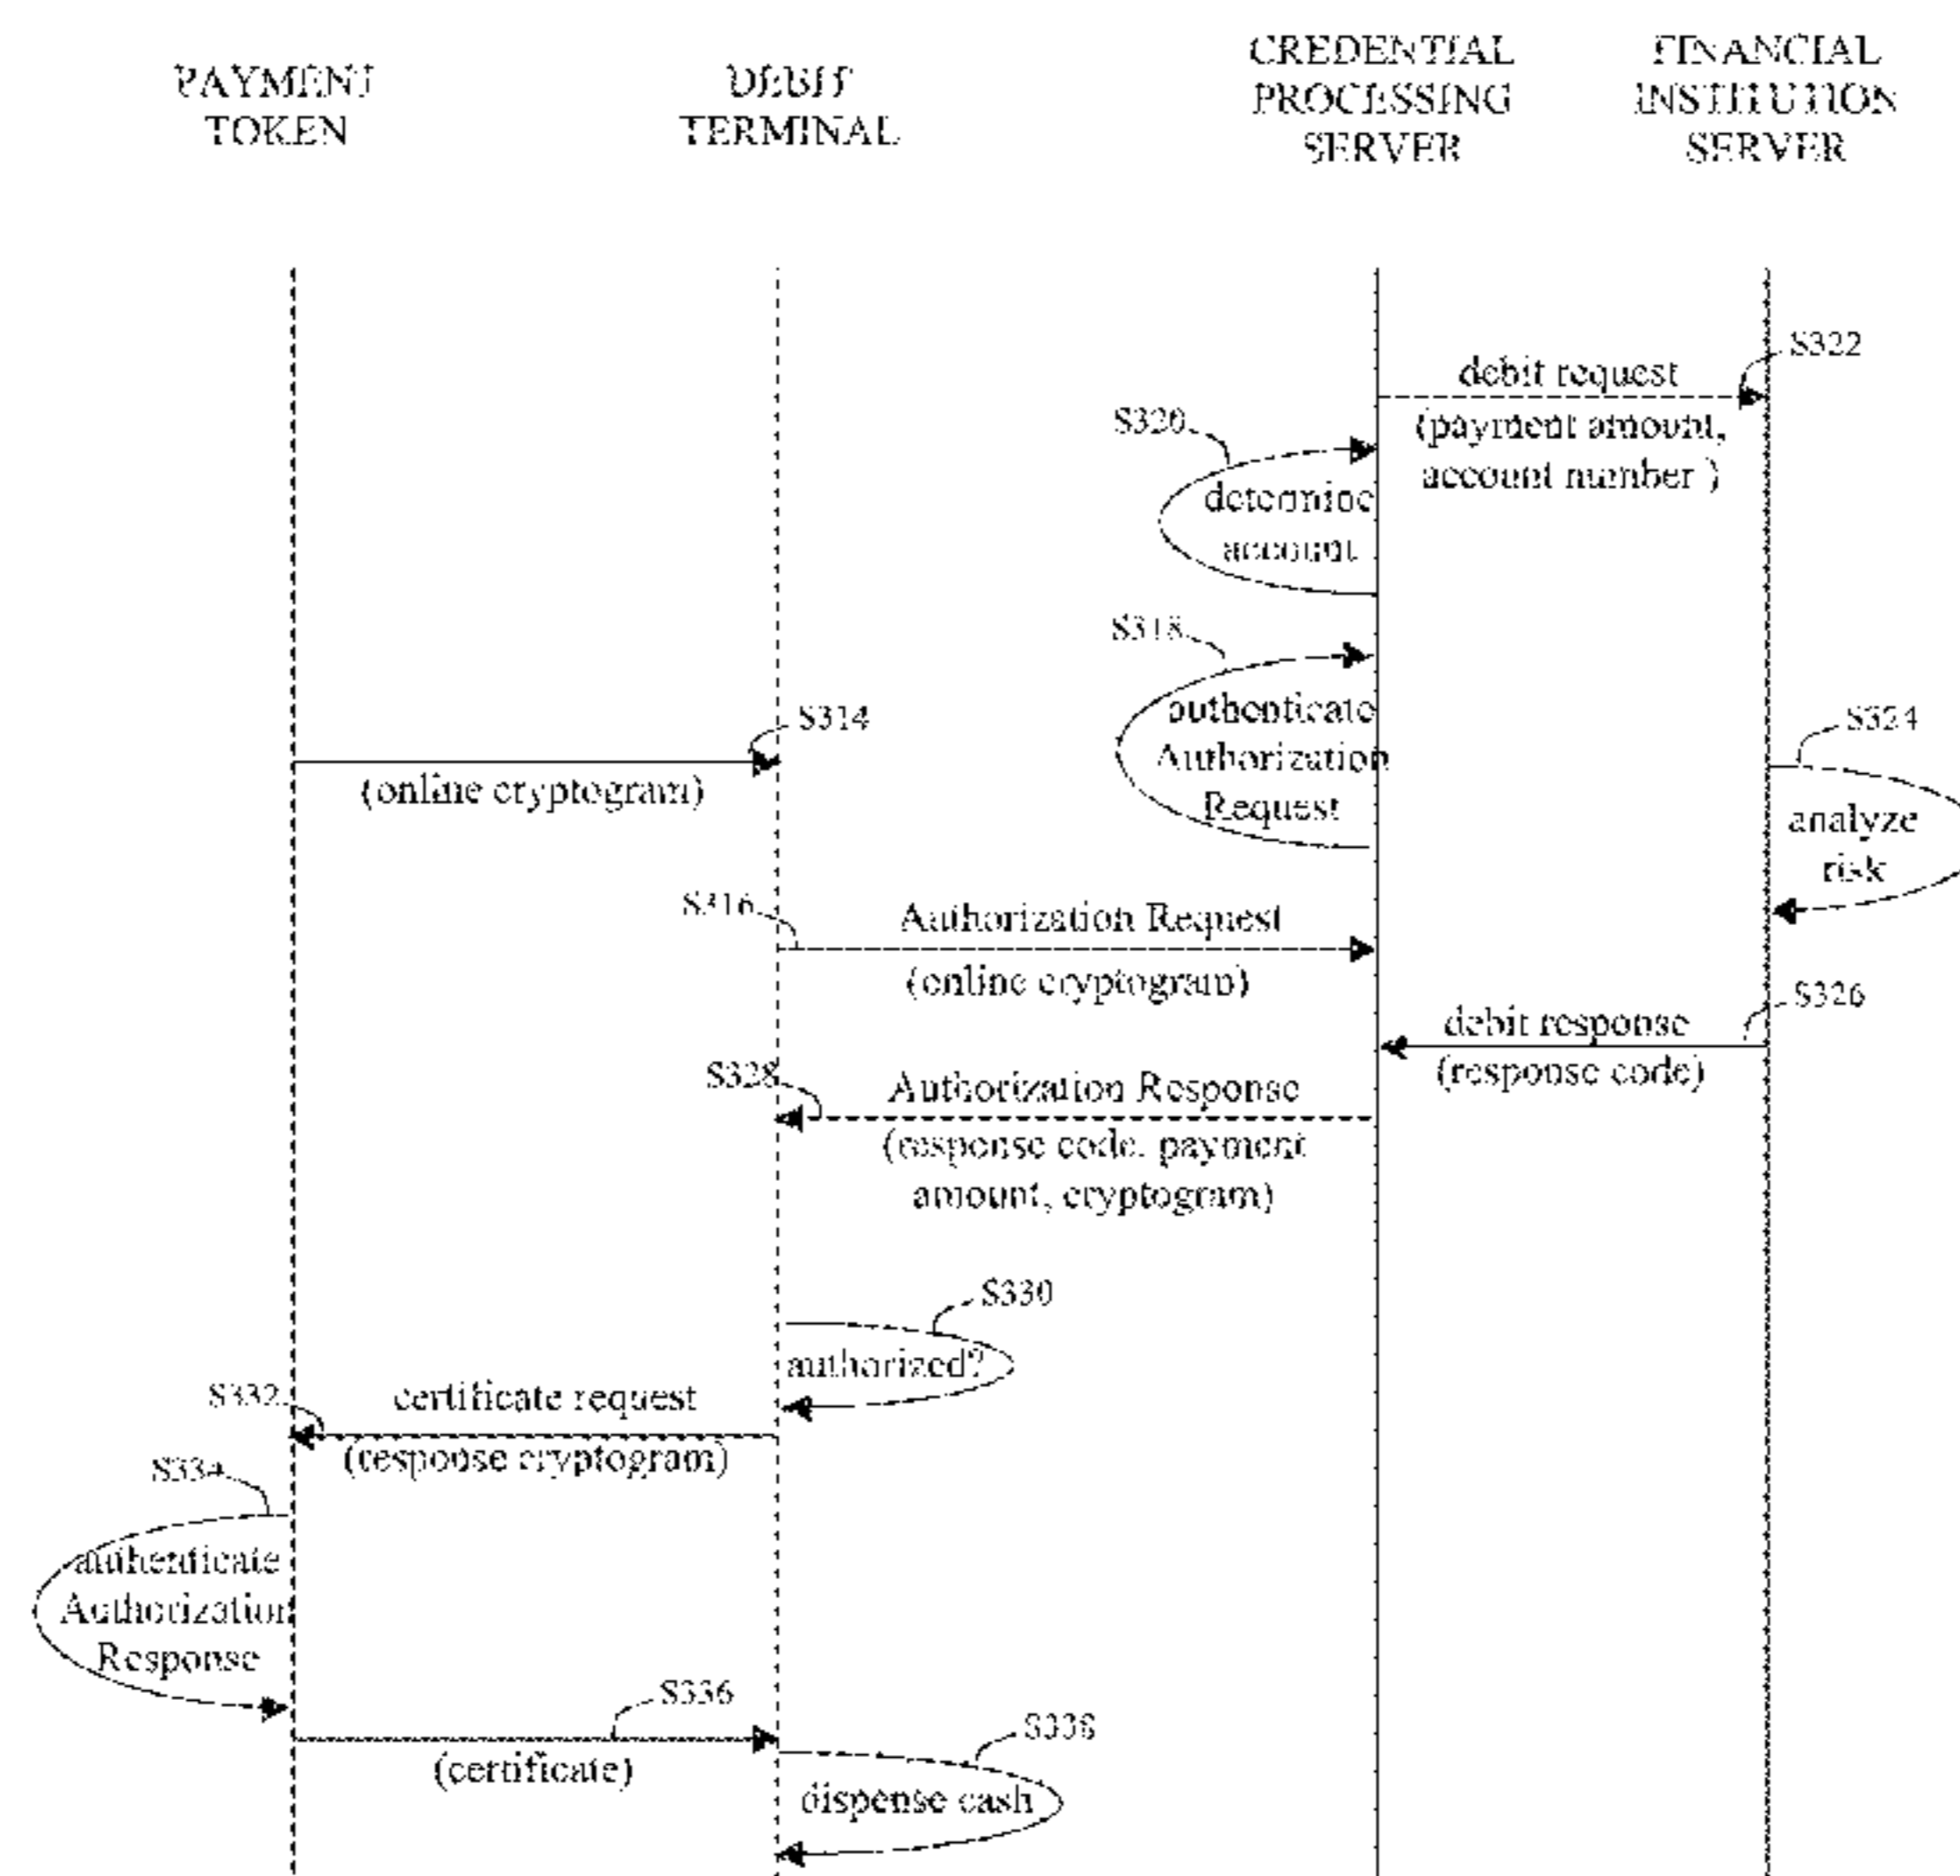 PAYMENT
TOKEN
DEBIT
TERMINAL
CREDENTIAL
PROCESSING
SERVER
FINANCIAL
INSTITUTION
SERVER
S322
debit request
(payment amount,
account number )
S320
determine
account
S318
authenticate
Authorization
Request
S314
(online cryptogram)
S324
analyze
risk
S316
Authorization Request
(online cryptogram)
S326
debit response
(response code)
S328
Authorization Response
(response code, payment
amount, cryptogram)
S330
authorized?
S332
certificate request
(response cryptogram)
S334
authenticate
Authorization
Response
S336
(certificate)
S338
dispense cash